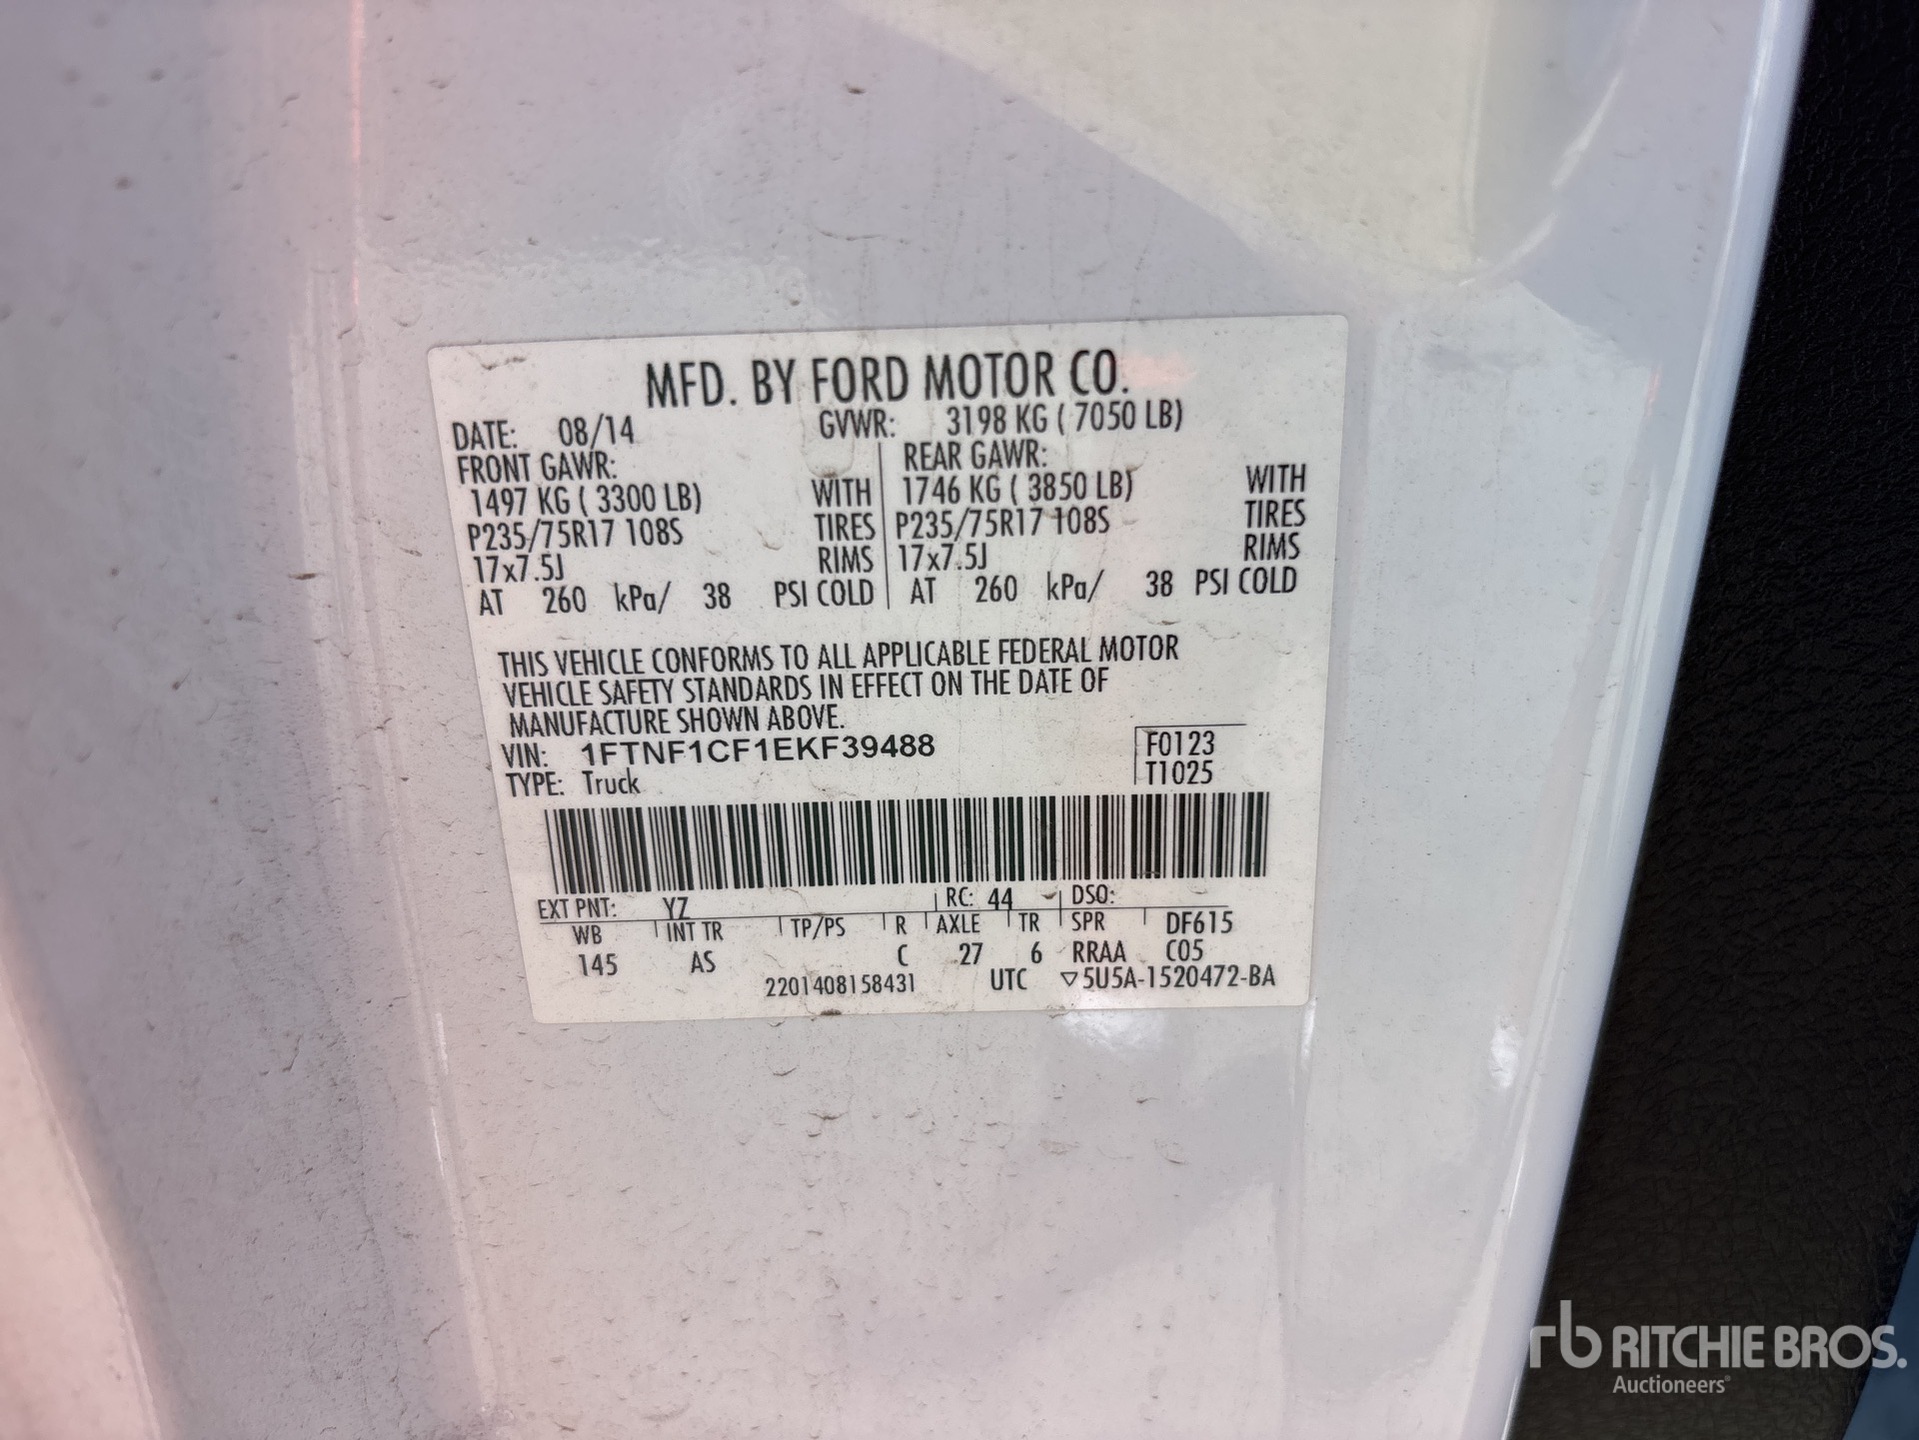 MFD. BY FORD MOTOR CO.
DATE: 08/14 GVWR: 3198 KG ( 7050 LB)
FRONT GAWR: REAR GAWR:
1497 KG ( 3300 LB) WITH 1746 KG ( 3850 LB) WITH
P235/75R17 108S TIRES P235/75R17 108S TIRES
17x7.5J RIMS 17x7.5J RIMS
AT 260 kPa/ 38 PSI COLD AT 260 kPa/ 38 PSI COLD
THIS VEHICLE CONFORMS TO ALL APPLICABLE FEDERAL MOTOR
VEHICLE SAFETY STANDARDS IN EFFECT ON THE DATE OF
MANUFACTURE SHOWN ABOVE.
VIN: 1FTNF1CF1EKF39488 F0123
TYPE: Truck T1025
EXT PNT: YZ RC: 44 DSO:
WB INT TR TP/PS R AXLE TR SPR DF615
145 AS C 27 6 RRAA C05
2201408158431 UTC ▽5U5A-1520472-BA
rb RITCHIE BROS.
Auctioneers®